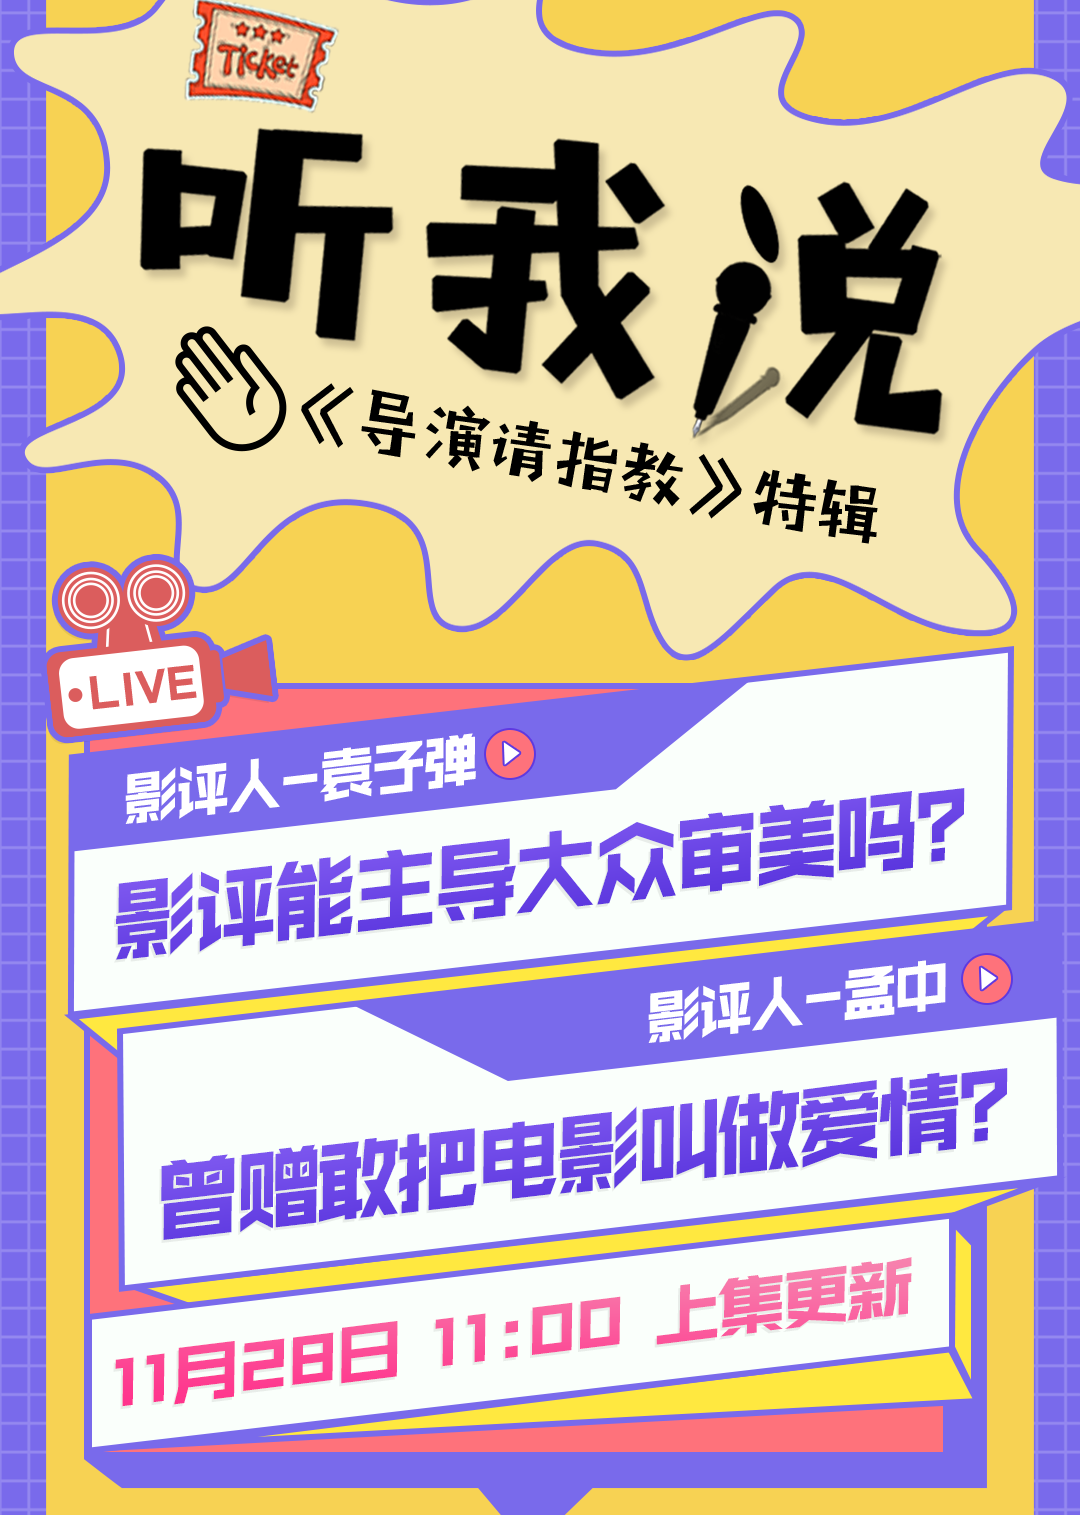 Ticket
听我说
《导演请指教》特辑
LIVE
影评人-袁子弹
影评能主导大众审美吗?
影评人-孟中
曾赠敢把电影叫做爱情?
11月28日 11:00 上集更新